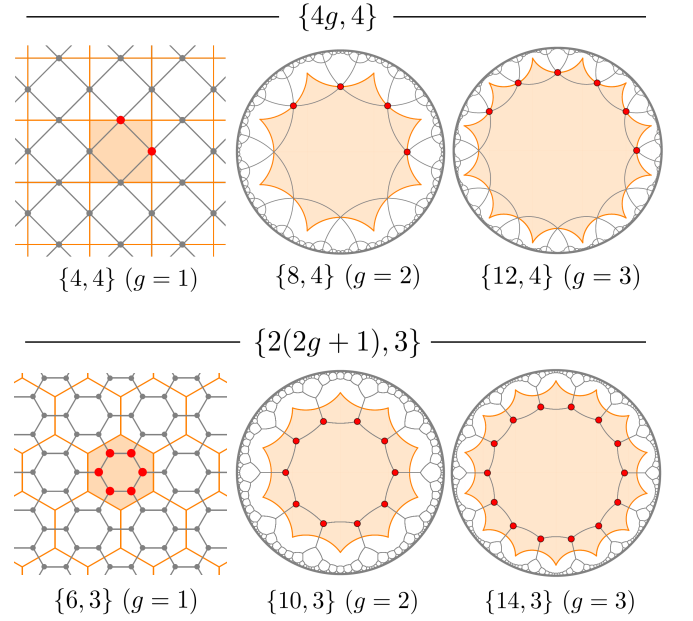 {4g, 4}
{4, 4} (g = 1)
{8, 4} (g = 2)
{12, 4} (g = 3)
{2(2g + 1), 3}
{6, 3} (g = 1)
{10, 3} (g = 2)
{14, 3} (g = 3)